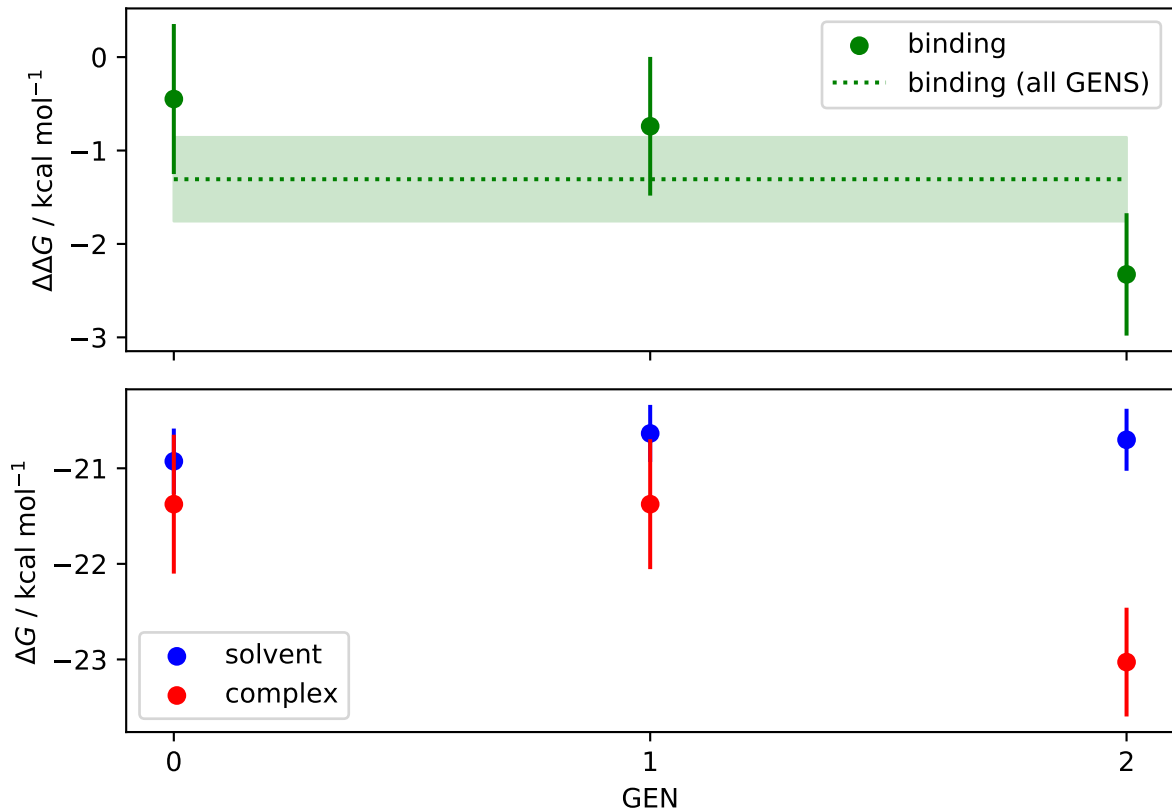 0
−1
−2
−3
ΔΔG / kcal mol⁻¹
binding
binding (all GENS)
−21
−22
−23
ΔG / kcal mol⁻¹
solvent
complex
0 1 2
GEN